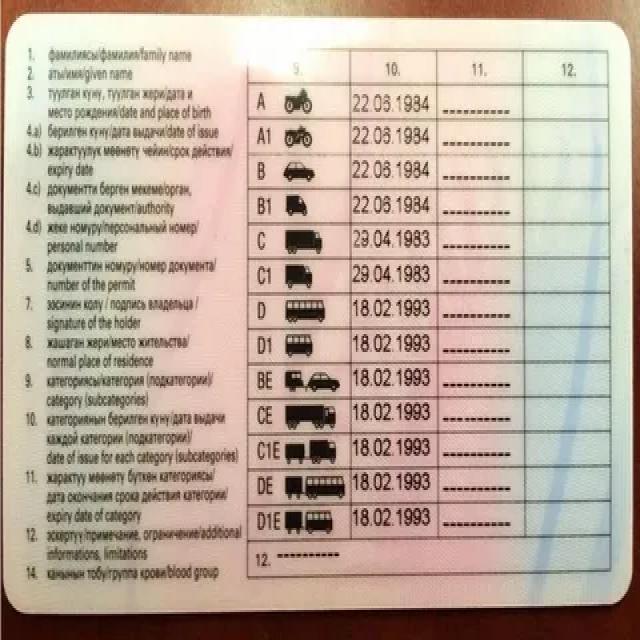 1. фамилиясы/фамилия/family name
2. аты/имя/given name
3. туулган куну, туулган жери/дата и
место рождения/date and place of birth
4.a) берилген куну/дата выдачи/date of issue
4.b) жарактуулук мөөнөтү чейин/срок действия/
expiry date
4.c) документти берген мекеме/орган,
выдавший документ/authority
4.d) жеке номуру/персональный номер/
personal number
5. документтин номуру/номер документа/
number of the permit
7. ээсинин колу / подпись владельца /
signature of the holder
8. жашаган жери/место жительства/
normal place of residence
9. категориясы/категория (подкатегории)/
category (subcategories)
10. категориянын берилген куну/дата выдачи
каждой категории (подкатегории)/
date of issue for each category (subcategories)
11. жарактуу мөөнөтү бүткөн категориясы/
дата окончания срока действия категории/
expiry date of category
12. эскертүү/примечание, ограничение/additional
informations, limitations
14. канынын тобу/группа крови/blood group
9. 10. 11. 12.
A 22.06.1984 ----------
A1 22.06.1984 ----------
B 22.06.1984 ----------
B1 22.06.1984 ----------
C 29.04.1983 ----------
C1 29.04.1983 ----------
D 18.02.1993 ----------
D1 18.02.1993 ----------
BE 18.02.1993 ----------
CE 18.02.1993 ----------
C1E 18.02.1993 ----------
DE 18.02.1993 ----------
D1E 18.02.1993 ----------
12. ----------